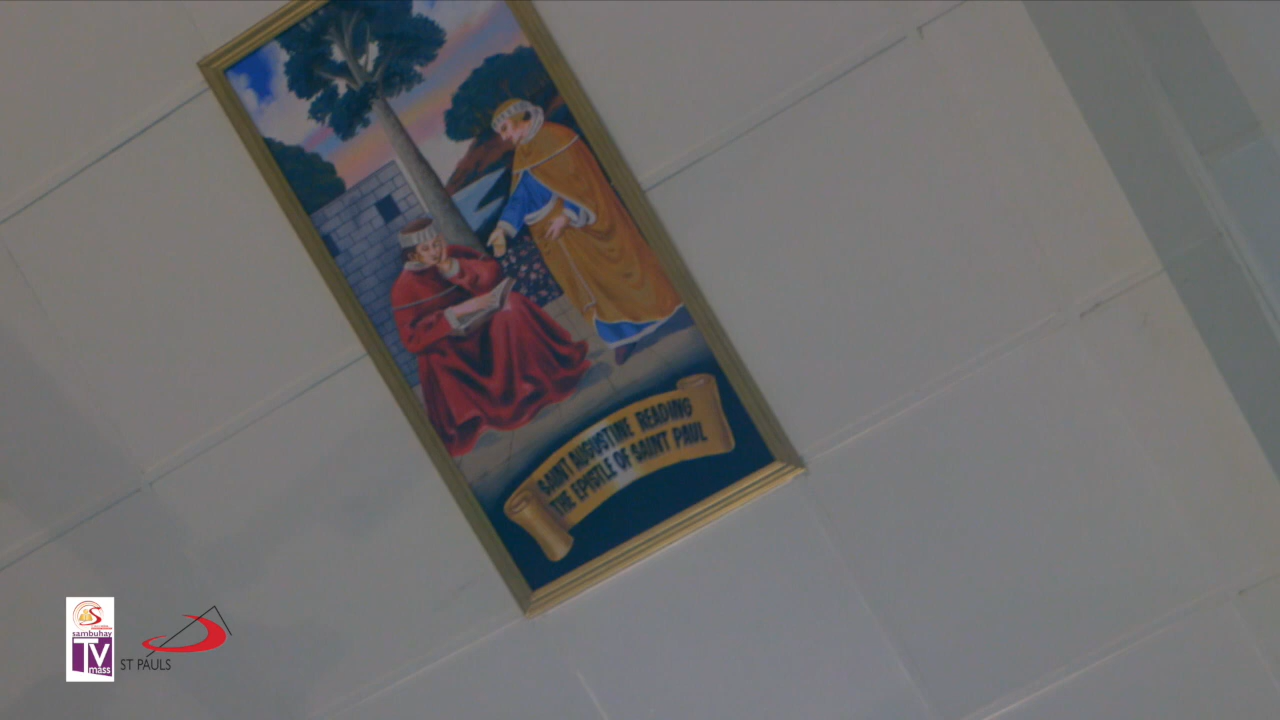 SAINT AUGUSTINE READING
THE EPISTLE OF SAINT PAUL
sambuhay
TV
mass
ST PAULS